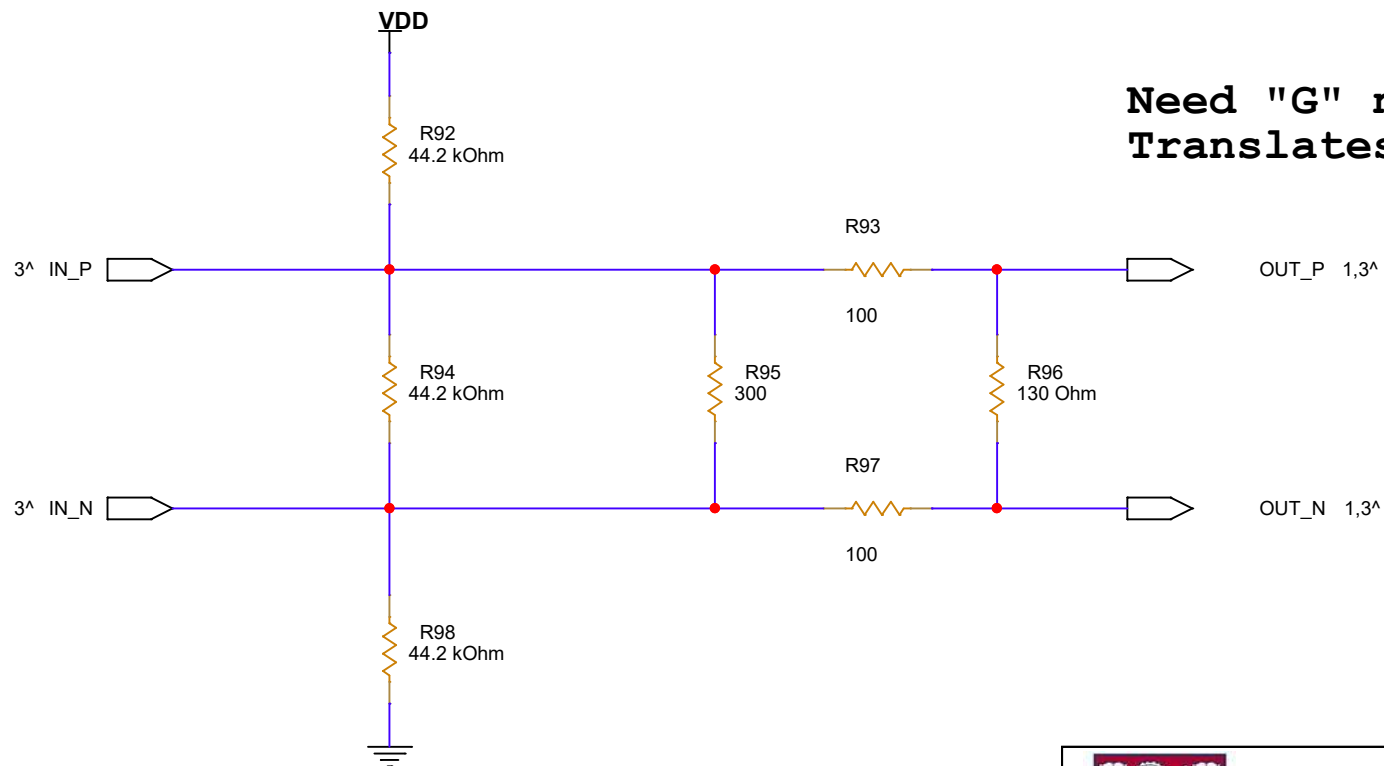 VDD
Need "G"
Translates
R92
44.2 kOhm
R93
3^ IN_P
OUT_P 1,3^
100
R94
44.2 kOhm
R95
300
R96
130 Ohm
R97
3^ IN_N
OUT_N 1,3^
100
R98
44.2 kOhm